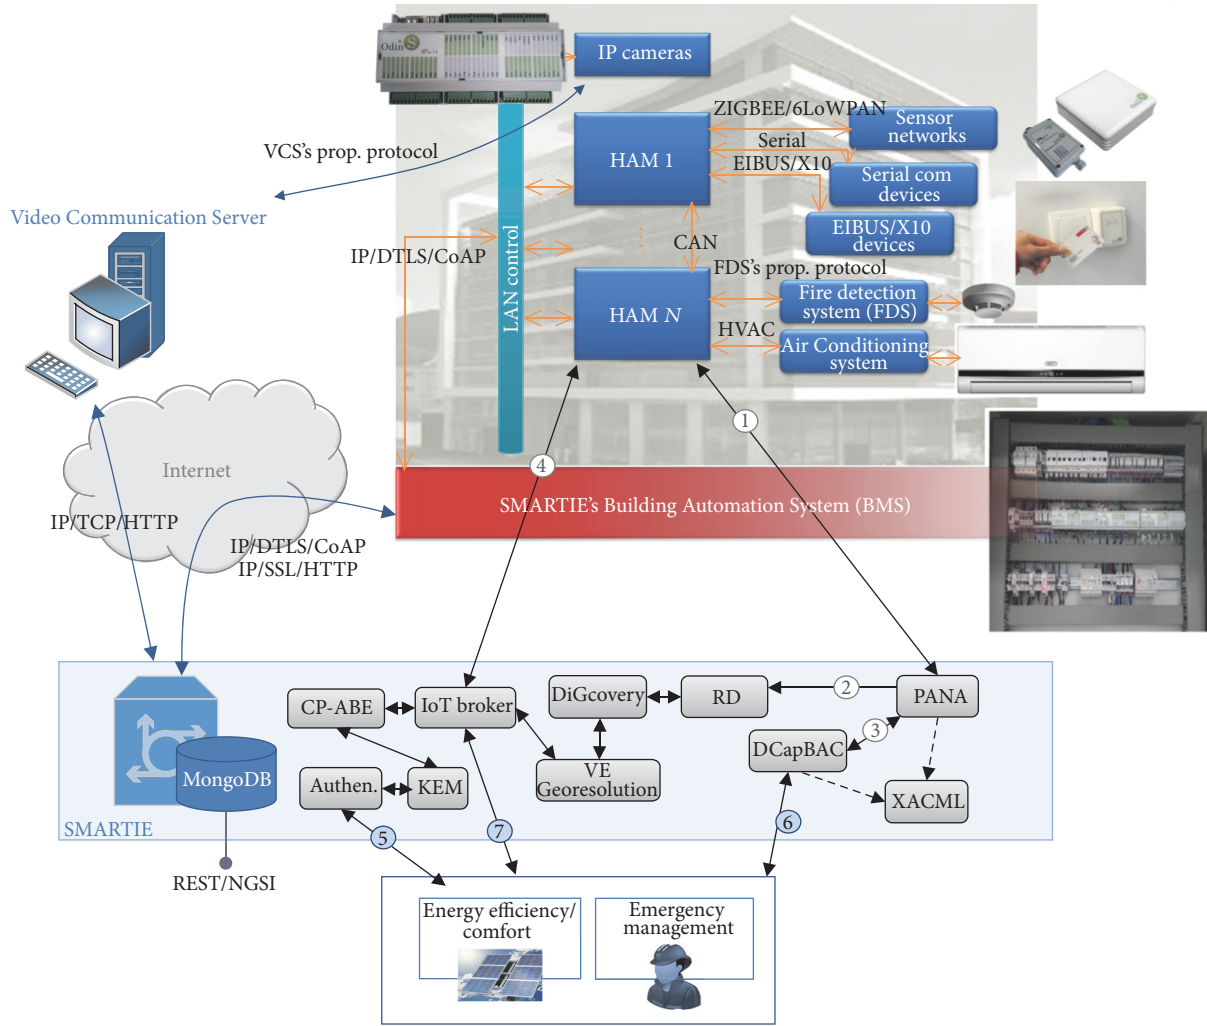 Odin S
IP cameras
ZIGBEE/6LoWPAN
Sensor
networks
VCS's prop. protocol
HAM 1
Serial
EIBUS/X10
Serial com
devices
Video Communication Server
EIBUS/X10
devices
IP/DTLS/CoAP
LAN control
CAN
FDS's prop. protocol
HAM N
Fire detection
system (FDS)
HVAC
Air Conditioning
system
1
4
Internet
SMARTIE's Building Automation System (BMS)
IP/TCP/HTTP
IP/DTLS/CoAP
IP/SSL/HTTP
CP-ABE
IoT broker
DiGcovery
RD
2
PANA
3
DCapBAC
MongoDB
Authen.
KEM
VE
Georesolution
XACML
SMARTIE
5
7
6
REST/NGSI
Energy efficiency/
comfort
Emergency
management